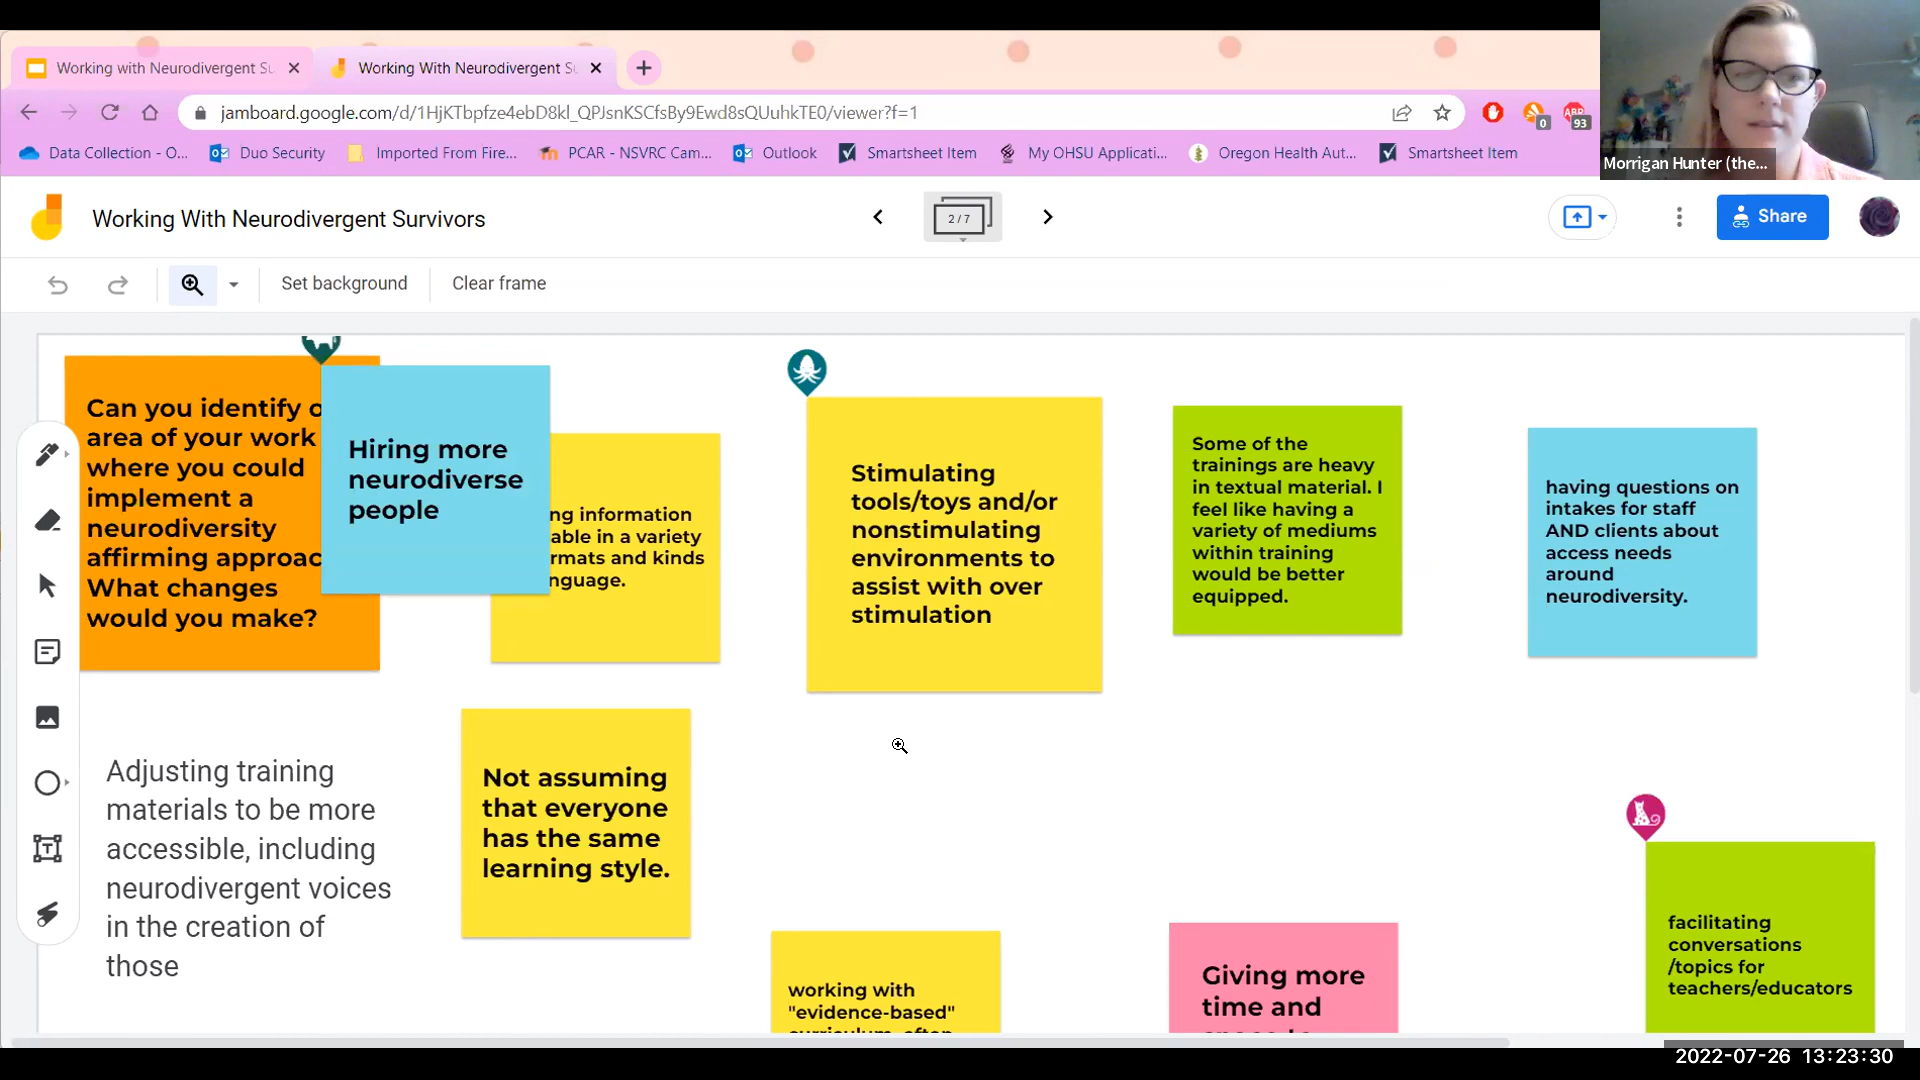 Working with Neurodivergent Su
Working With Neurodivergent Su
jamboard.google.com/d/1HjKTbpfze4ebD8kl_QPJsnKSCfsBy9Ewd8sQUuhkTE0/viewer?f=1
0
ABP
93
Data Collection - O...
Duo Security
Imported From Fire...
PCAR - NSVRC Cam...
Outlook
Smartsheet Item
My OHSU Applicati...
Oregon Health Aut...
Smartsheet Item
Morrigan Hunter (the...
Working With Neurodivergent Survivors
2 / 7
Share
Set background
Clear frame
Can you identify
area of your work
where you could
implement a
neurodiversity
affirming approac
What changes
would you make?
Hiring more
neurodiverse
people
ng information
able in a variety
rmats and kinds
nguage.
Stimulating
tools/toys and/or
nonstimulating
environments to
assist with over
stimulation
Some of the
trainings are heavy
in textual material. I
feel like having a
variety of mediums
within training
would be better
equipped.
having questions on
intakes for staff
AND clients about
access needs
around
neurodiversity.
Adjusting training
materials to be more
accessible, including
neurodivergent voices
in the creation of
those
Not assuming
that everyone
has the same
learning style.
working with
"evidence-based"
Giving more
time and
facilitating
conversations
/topics for
teachers/educators
2022-07-26 13:23:30